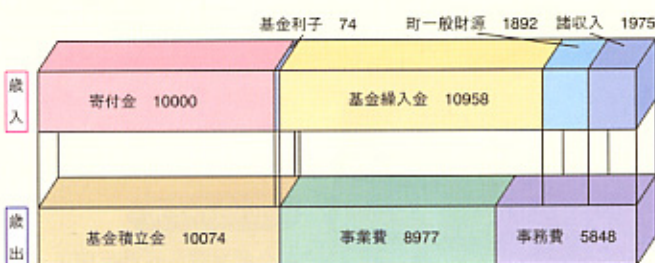 基金利子 74 町一般財源 1892 諸収入 1975
歳入
寄付金 10000 基金繰入金 10958
歳出
基金積立金 10074 事業費 8977 事務費 5848